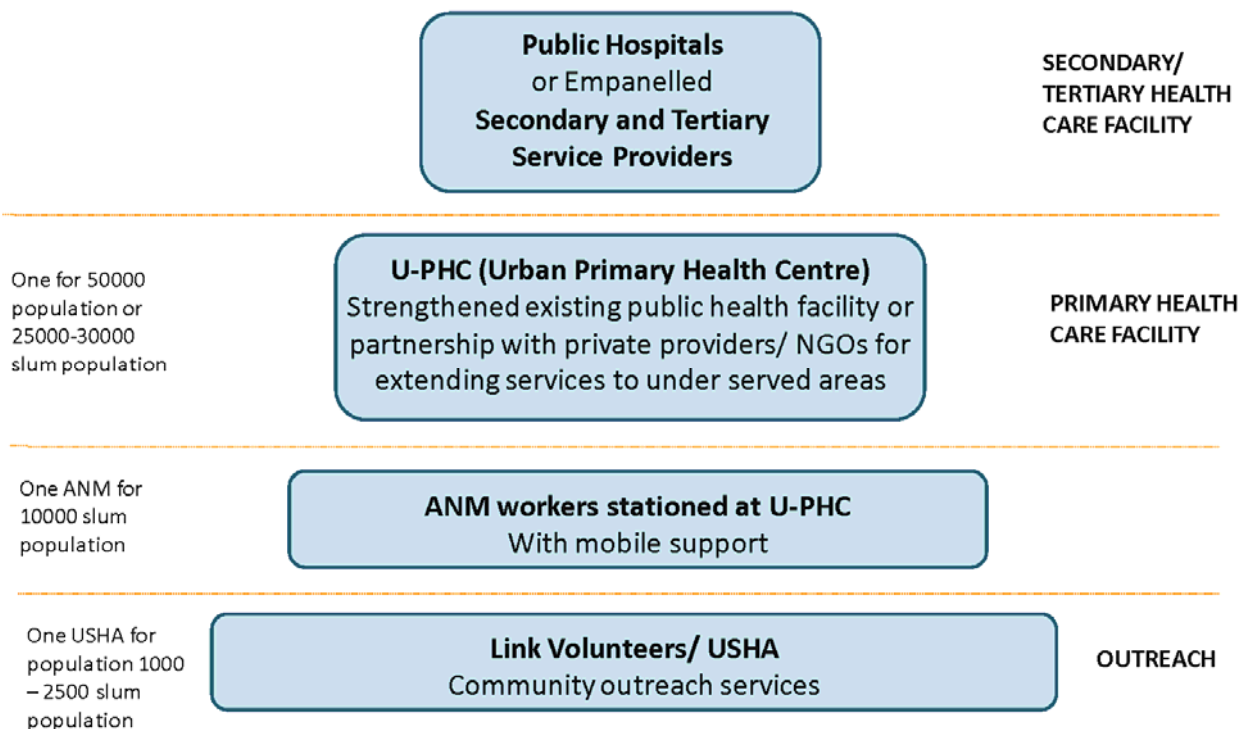 Public Hospitals
or Empanelled
Secondary and Tertiary
Service Providers
SECONDARY/
TERTIARY HEALTH
CARE FACILITY
One for 50000
population or
25000-30000
slum population
U-PHC (Urban Primary Health Centre)
Strengthened existing public health facility or
partnership with private providers/ NGOs for
extending services to under served areas
PRIMARY HEALTH
CARE FACILITY
One ANM for
10000 slum
population
ANM workers stationed at U-PHC
With mobile support
One USHA for
population 1000
– 2500 slum
population
Link Volunteers/ USHA
Community outreach services
OUTREACH